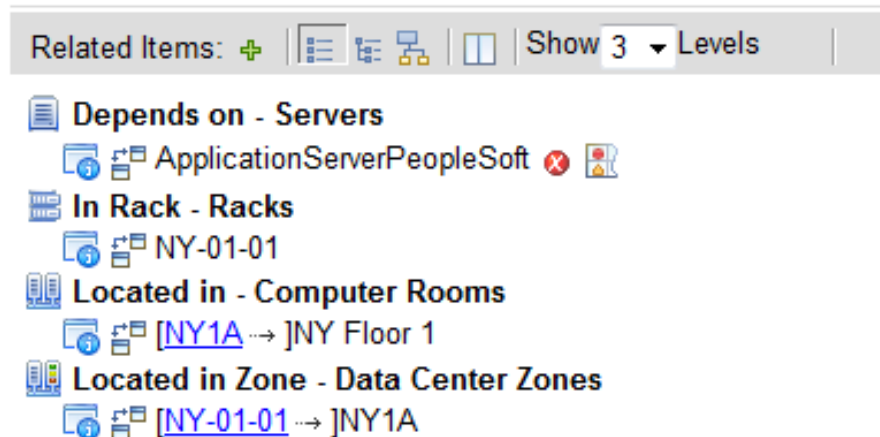 Related Items: Show 3 Levels
Depends on - Servers
ApplicationServerPeopleSoft
In Rack - Racks
NY-01-01
Located in - Computer Rooms
[NY1A → ]NY Floor 1
Located in Zone - Data Center Zones
[NY-01-01 → ]NY1A